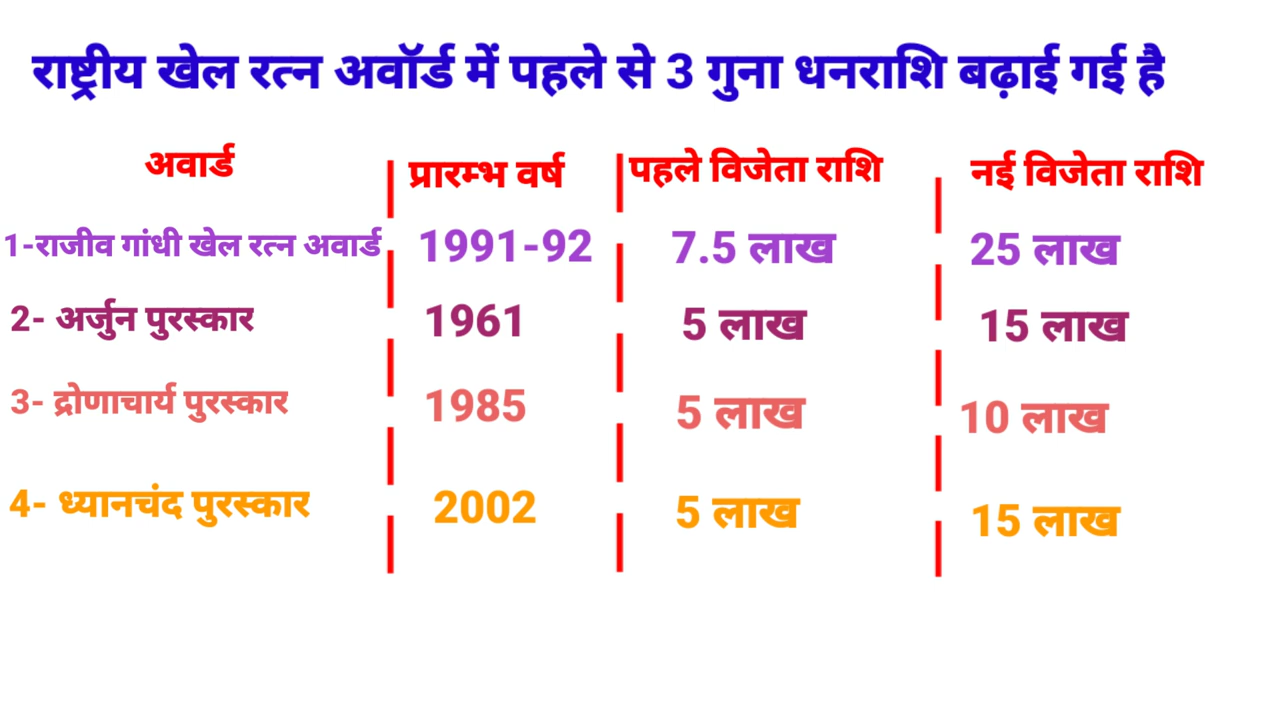 राष्ट्रीय खेल रत्न अवॉर्ड में पहले से 3 गुना धनराशि बढ़ाई गई है
अवार्ड प्रारम्भ वर्ष पहले विजेता राशि नई विजेता राशि
1-राजीव गांधी खेल रत्न अवार्ड 1991-92 7.5 लाख 25 लाख
2- अर्जुन पुरस्कार 1961 5 लाख 15 लाख
3- द्रोणाचार्य पुरस्कार 1985 5 लाख 10 लाख
4- ध्यानचंद पुरस्कार 2002 5 लाख 15 लाख